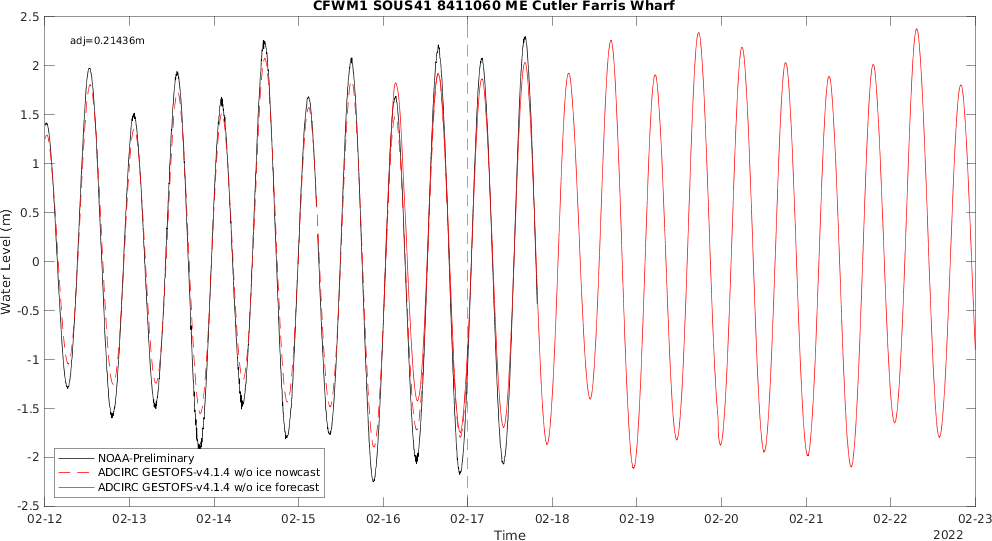 CFWM1 SOUS41 8411060 ME Cutler Farris Wharf
adj=0.21436m
2.5
2
1.5
1
0.5
0
-0.5
-1
-1.5
-2
-2.5
Water Level (m)
NOAA-Preliminary
ADCIRC GESTOFS-v4.1.4 w/o ice nowcast
ADCIRC GESTOFS-v4.1.4 w/o ice forecast
02-12 02-13 02-14 02-15 02-16 02-17 02-18 02-19 02-20 02-21 02-22 02-23
Time
2022